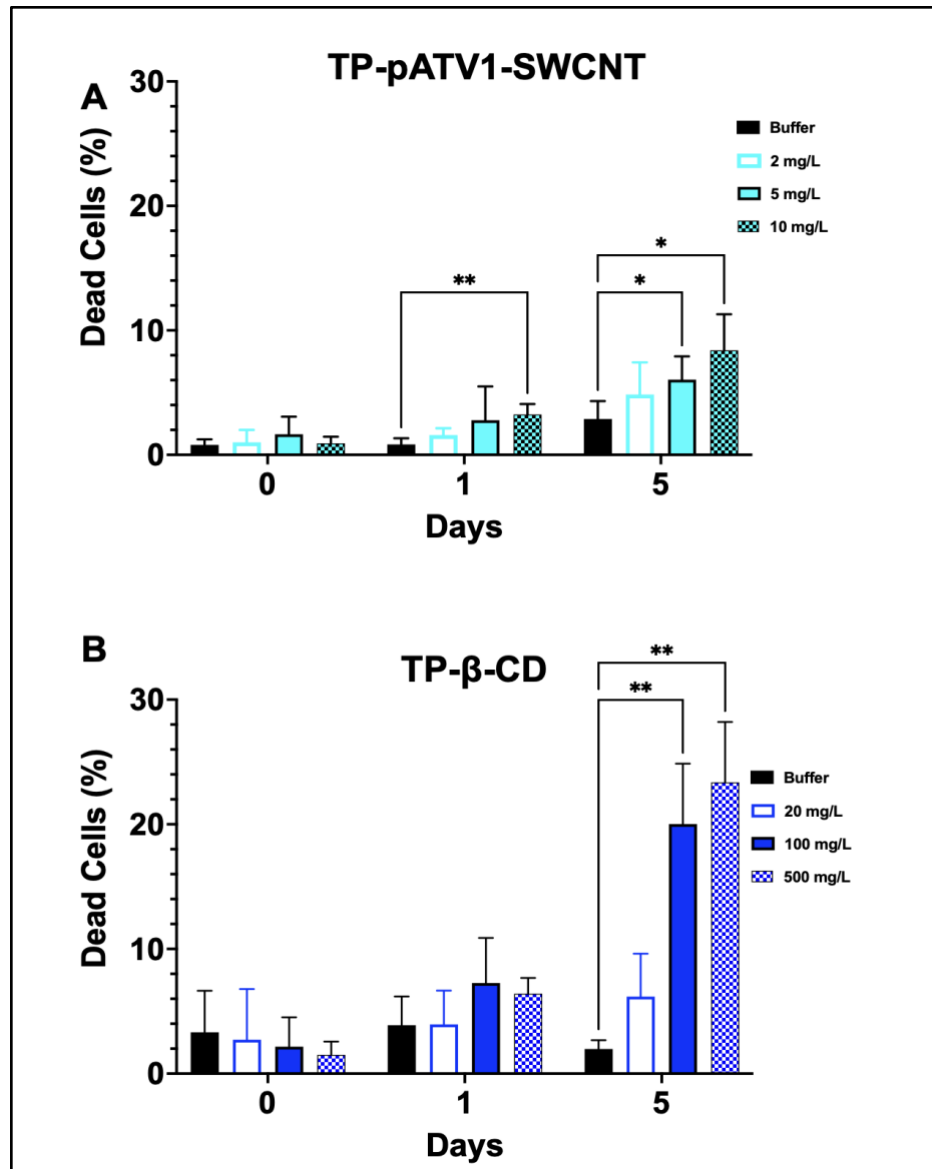 A
TP-pATV1-SWCNT
Dead Cells (%)
30
20
10
0
Buffer
2 mg/L
5 mg/L
10 mg/L
**
*
*
0 1 5
Days
B
TP-β-CD
Dead Cells (%)
30
20
10
0
Buffer
20 mg/L
100 mg/L
500 mg/L
**
**
0 1 5
Days